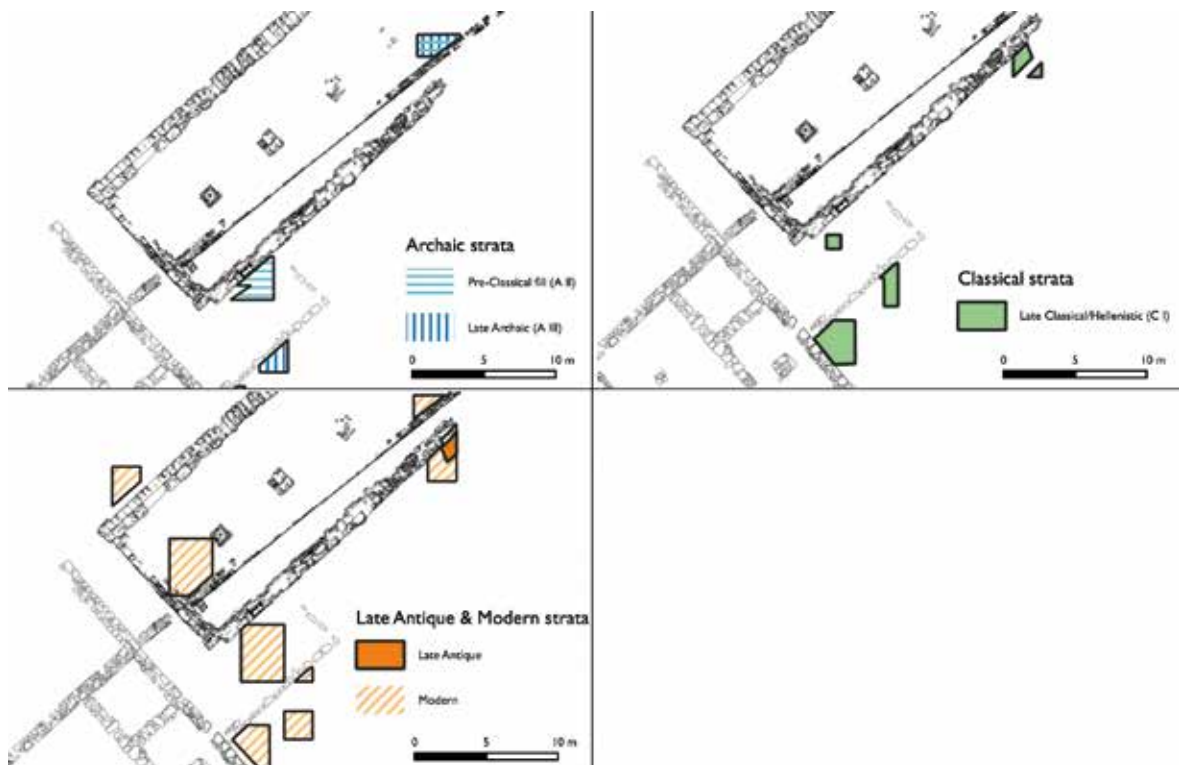 Archaic strata
Pre-Classical fill (A II)
Late Archaic (A III)
0 5 10 m
Classical strata
Late Classical/Hellenistic (C I)
0 5 10 m
Late Antique & Modern strata
Late Antique
Modern
0 5 10 m